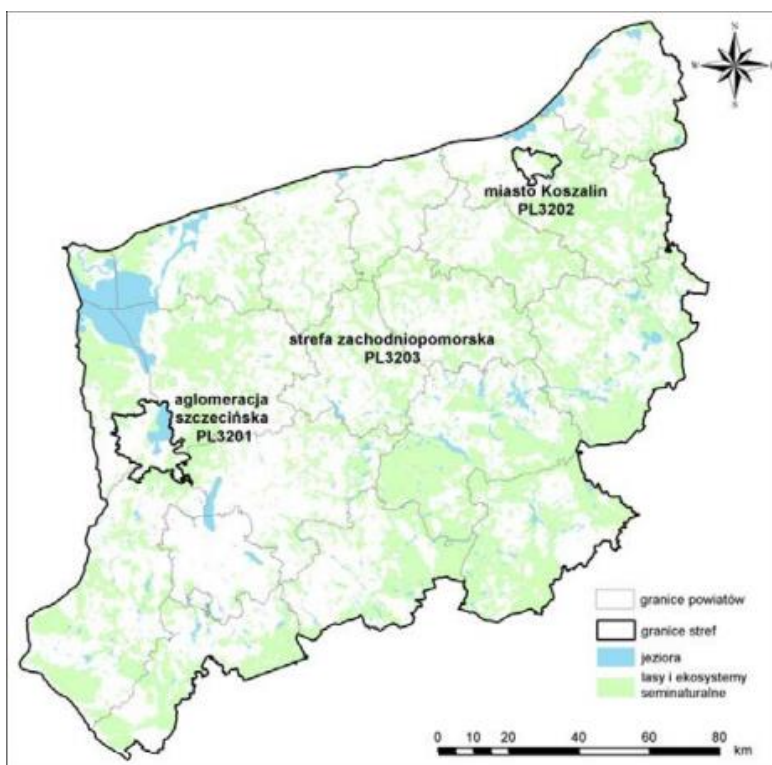 N
W
S
miasto Koszalin
PL3202
strefa zachodniopomorska
PL3203
aglomeracja
szczecińska
PL3201
granice powiatów
granice stref
jeziora
lasy i ekosystemy
seminaturalne
0 10 20 40 60 80
km